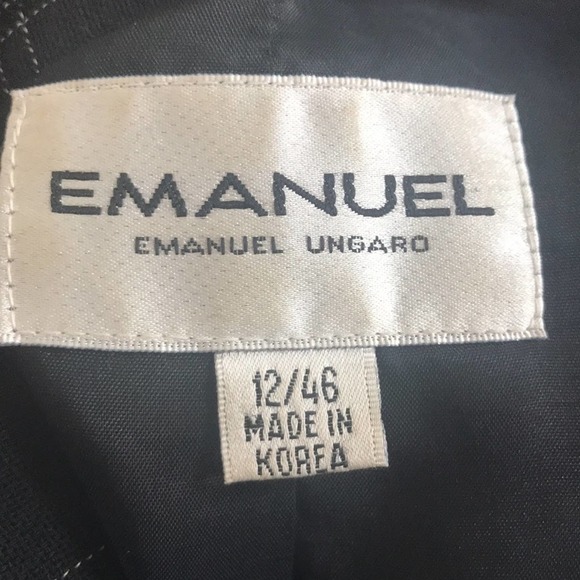 EMANUEL
EMANUEL UNGARO
12/46
MADE IN
KOREA